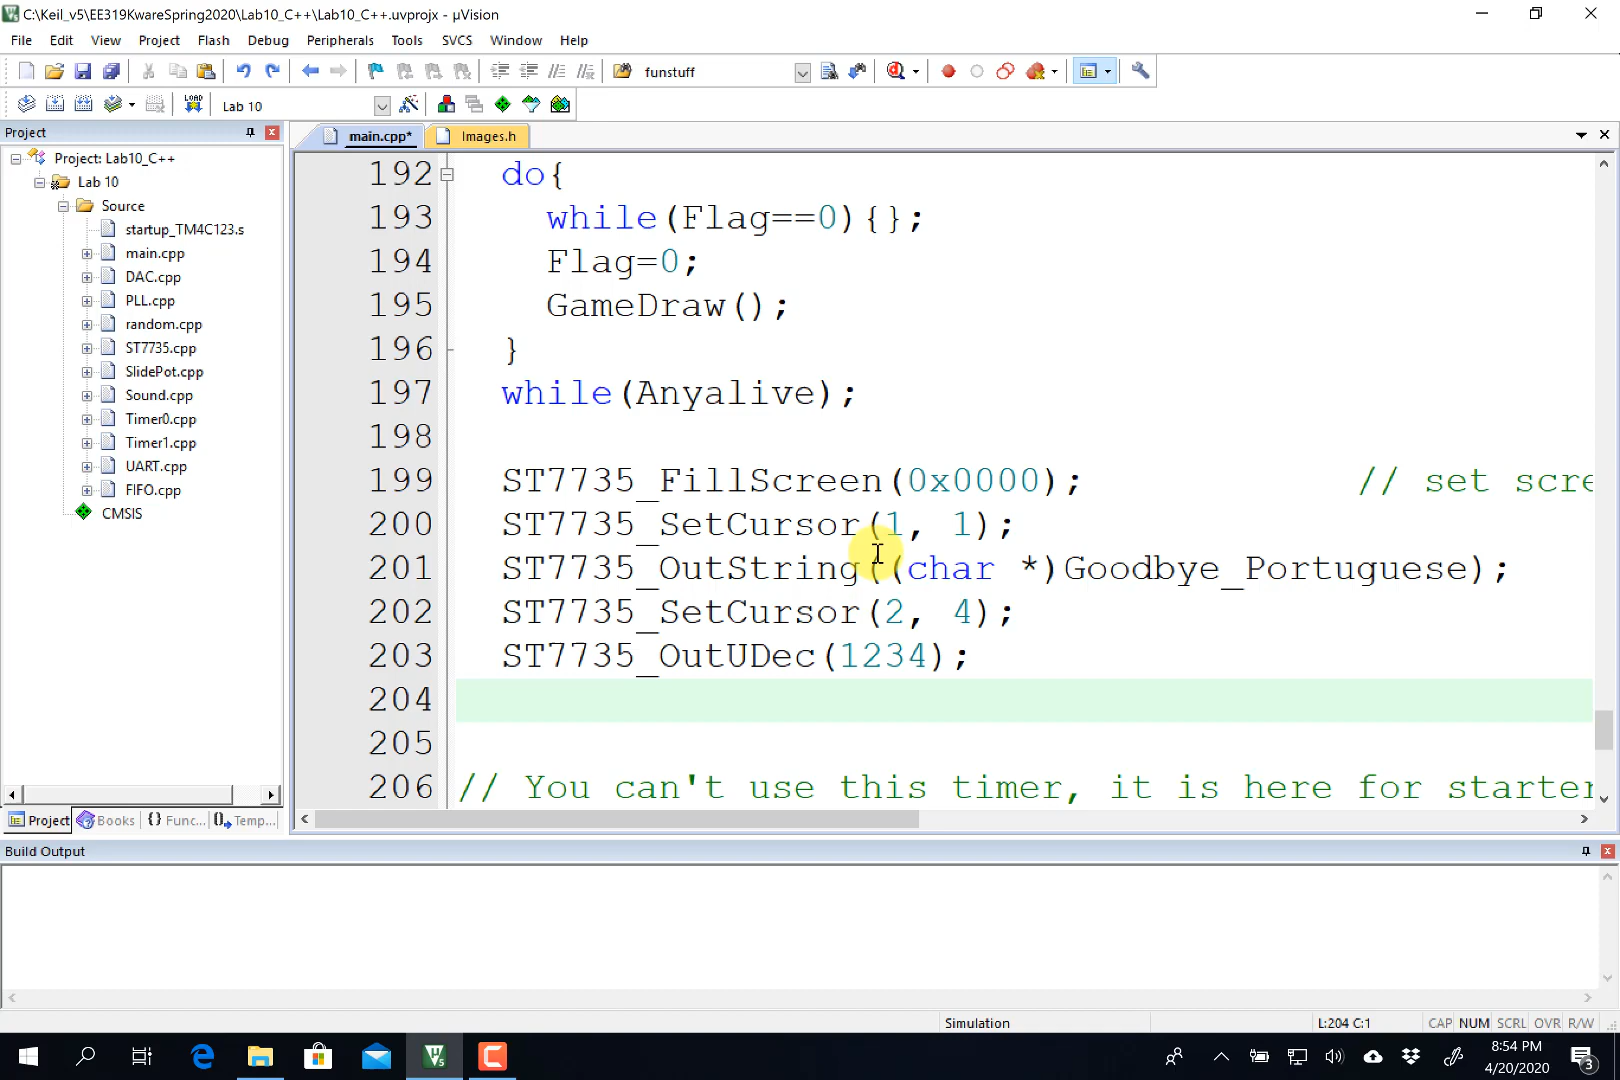 C:\Keil_v5\EE319KwareSpring2020\Lab10_C++\Lab10_C++.uvprojx - µVision
File Edit View Project Flash Debug Peripherals Tools SVCS Window Help
funstuff
LOAD Lab 10
Project
main.cpp* Images.h
Project: Lab10_C++
Lab 10
Source
startup_TM4C123.s
main.cpp
DAC.cpp
PLL.cpp
random.cpp
ST7735.cpp
SlidePot.cpp
Sound.cpp
Timer0.cpp
Timer1.cpp
UART.cpp
FIFO.cpp
CMSIS
192 do{
193 while(Flag==0){};
194 Flag=0;
195 GameDraw();
196 }
197 while(Anyalive);
198
199 ST7735_FillScreen(0x0000); // set scre
200 ST7735_SetCursor(1, 1);
201 ST7735_OutString((char *)Goodbye_Portuguese);
202 ST7735_SetCursor(2, 4);
203 ST7735_OutUDec(1234);
204
205
206 // You can't use this timer, it is here for starter
Project Books {} Func... 0 Temp...
Build Output
Simulation L:204 C:1 CAP NUM SCRL OVR R/W
8:54 PM
4/20/2020
3